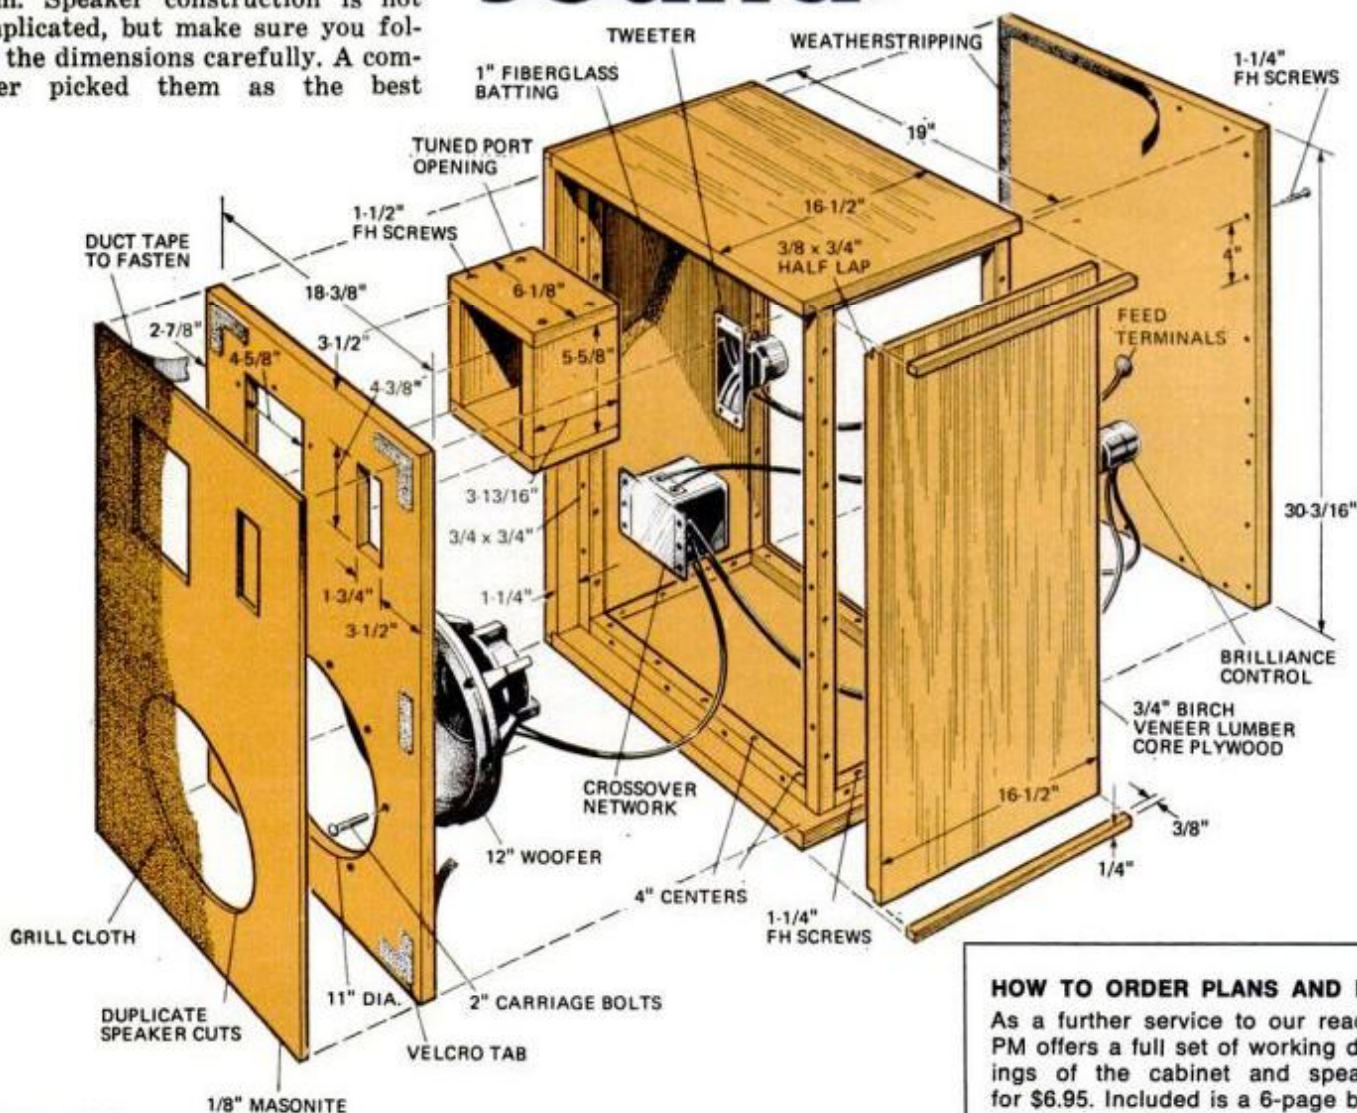 Speaker construction is not
but make sure you fol-
the dimensions carefully. A com-
picked them as the best
TWEETER
WEATHERSTRIPPING
1-1/4"
FH SCREWS
1" FIBERGLASS
BATTING
19"
TUNED PORT
OPENING
16-1/2"
1-1/2"
FH SCREWS
3/8 x 3/4"
HALF LAP
4"
DUCT TAPE
TO FASTEN
18-3/8"
6-1/8"
FEED
TERMINALS
2-7/8"
3-1/2"
4-5/8"
5-5/8"
4-3/8"
3-13/16"
30-3/16"
3/4 x 3/4"
1-1/4"
1-3/4"
3-1/2"
BRILLIANCE
CONTROL
3/4" BIRCH
VENEER LUMBER
CORE PLYWOOD
CROSSOVER
NETWORK
16-1/2"
3/8"
12" WOOFER
1/4"
4" CENTERS
1-1/4"
FH SCREWS
GRILL CLOTH
11" DIA.
2" CARRIAGE BOLTS
DUPLICATE
SPEAKER CUTS
VELCRO TAB
1/8" MASONITE
HOW TO ORDER PLANS AND
As a further service to our
PM offers a full set of working
ings of the cabinet and
for $6.95. Included is a 6-page